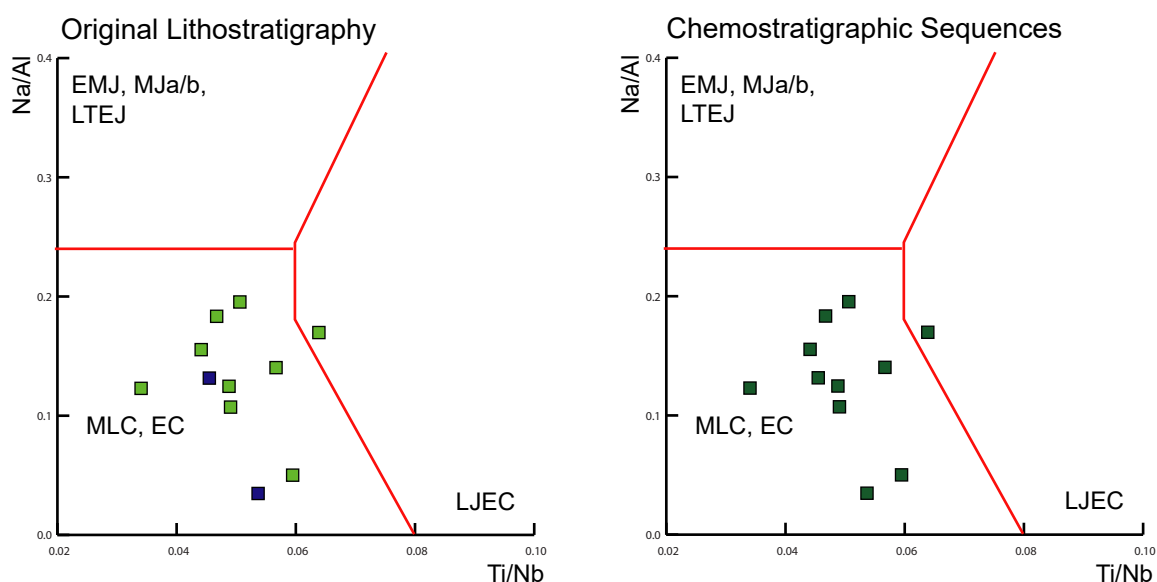 Original Lithostratigraphy
Na/Al
0.4
EMJ, MJa/b,
LTEJ
0.3
0.2
0.1
MLC, EC
LJEC
0.0
0.02
0.04
0.06
0.08
0.10
Ti/Nb
Chemostratigraphic Sequences
Na/Al
0.4
EMJ, MJa/b,
LTEJ
0.3
0.2
0.1
MLC, EC
LJEC
0.0
0.02
0.04
0.06
0.08
0.10
Ti/Nb